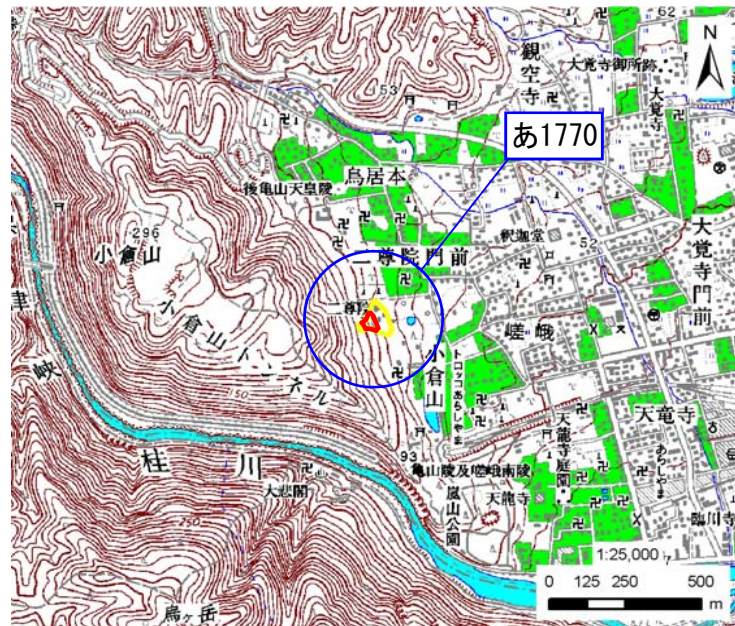 62
N
観空寺
大覚寺御所跡
大覚寺
53
あ1770
鳥居本
後亀山天皇陵
296
小倉山
釈迦堂
52
二尊院門前
二尊院
大覚寺門前
津
峡
小倉山トンネル
嵯峨
小倉山
トロッコあらしやま
150
天竜寺
桂川
93
亀山陵及嵯峨南陵
天龍寺庭園
あらしやま
大悲閣
嵐山公園
天龍寺
臨川寺
250
1:25,000
0 125 250 500
m
烏ケ岳